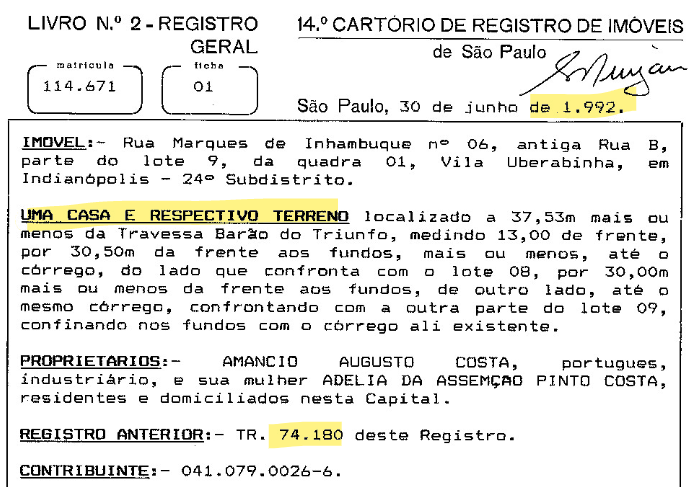 LIVRO N.º 2 - REGISTRO GERAL
14.º CARTÓRIO DE REGISTRO DE IMÓVEIS
de São Paulo
matrícula
114.671
ficha
01
São Paulo, 30 de junho de 1.992.
IMOVEL:- Rua Marques de Inhambuque nº 06, antiga Rua B,
parte do lote 9, da quadra 01, Vila Uberabinha, em
Indianópolis - 24º Subdistrito.
UMA CASA E RESPECTIVO TERRENO localizado a 37,53m mais ou
menos da Travessa Barão do Triunfo, medindo 13,00 de frente,
por 30,50m da frente aos fundos, mais ou menos, até o
córrego, do lado que confronta com o lote 08, por 30,00m
mais ou menos da frente aos fundos, de outro lado, até o
mesmo córrego, confrontando com a outra parte do lote 09,
confinando nos fundos com o córrego ali existente.
PROPRIETARIOS:- AMANCIO AUGUSTO COSTA, portugues,
industriário, e sua mulher ADELIA DA ASSEMÇAO PINTO COSTA,
residentes e domiciliados nesta Capital.
REGISTRO ANTERIOR:- TR. 74.180 deste Registro.
CONTRIBUINTE:- 041.079.0026-6.